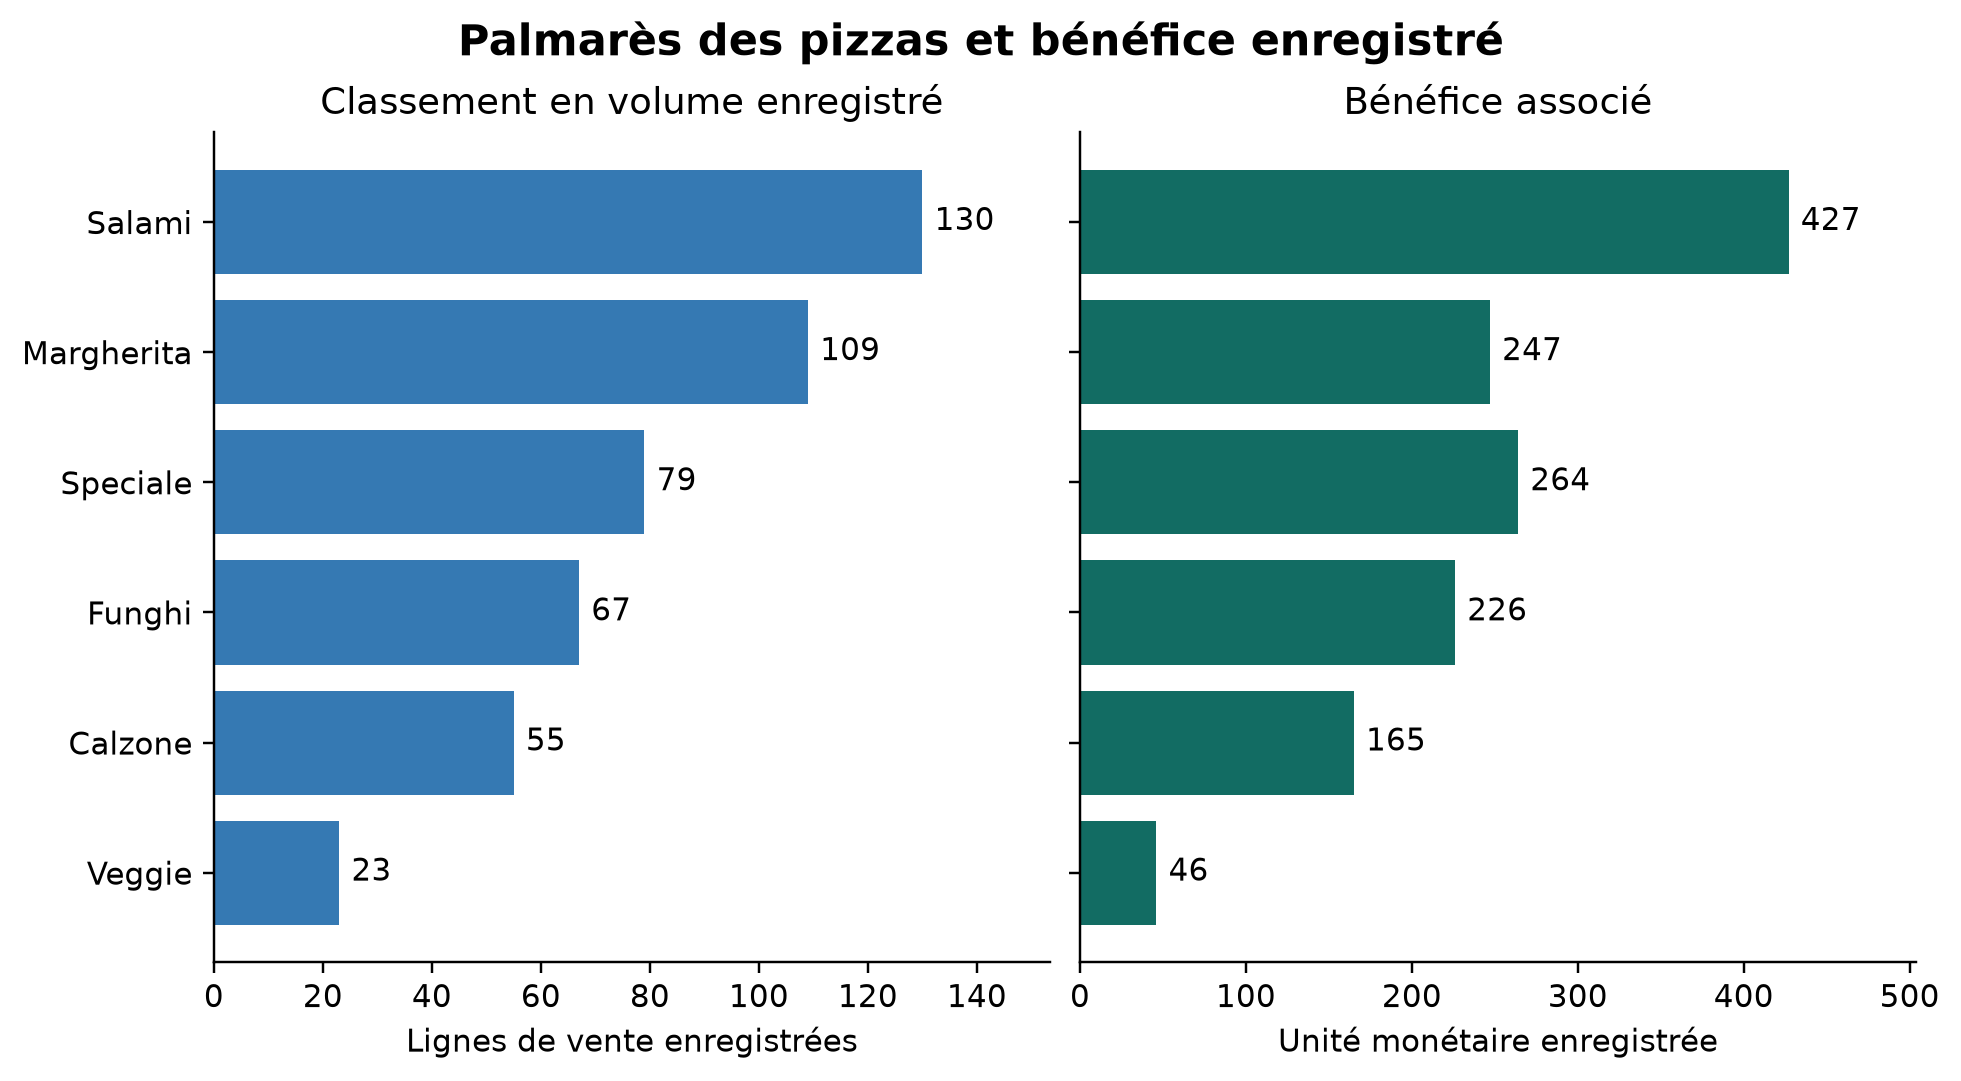 Palmarès des pizzas et bénéfice enregistré
Classement en volume enregistré
Salami
130
Margherita
109
Speciale
79
Funghi
67
Calzone
55
Veggie
23
0 20 40 60 80 100 120 140
Lignes de vente enregistrées
Bénéfice associé
427
247
264
226
165
46
0 100 200 300 400 500
Unité monétaire enregistrée